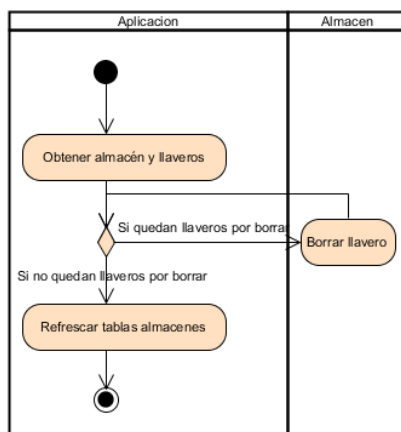 Aplicacion
Almacen
Obtener almacén y llaveros
Si quedan llaveros por borrar
Borrar llavero
Si no quedan llaveros por borrar
Refrescar tablas almacenes